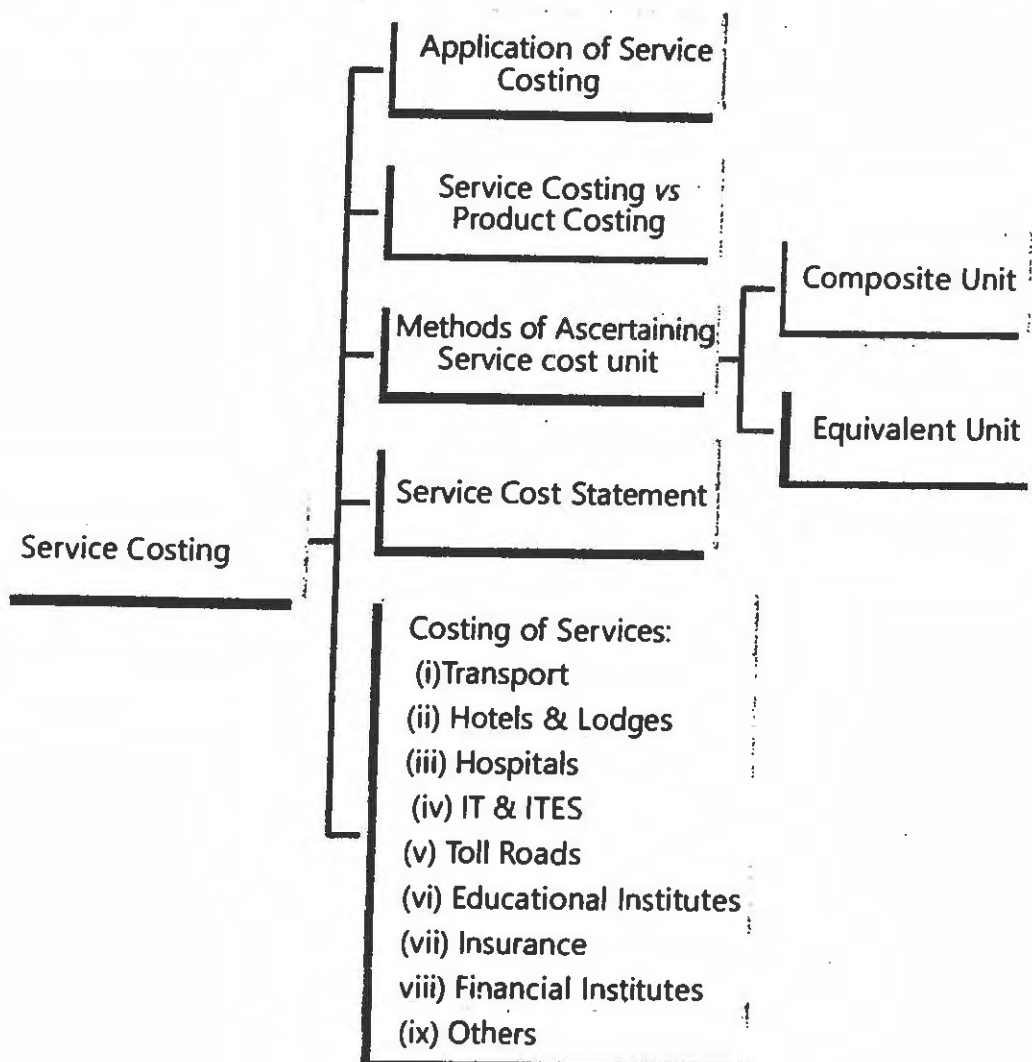 Application of Service
Costing
Service Costing vs
Product Costing
Methods of Ascertaining
Service cost unit
Composite Unit
Equivalent Unit
Service Cost Statement
Service Costing
Costing of Services:
(i)Transport
(ii) Hotels & Lodges
(iii) Hospitals
(iv) IT & ITES
(v) Toll Roads
(vi) Educational Institutes
(vii) Insurance
viii) Financial Institutes
(ix) Others